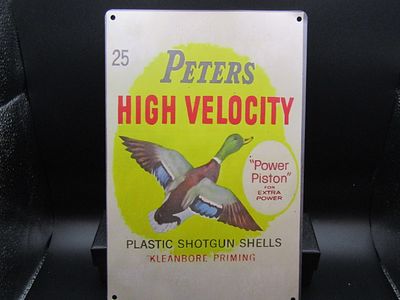 25
PETERS
HIGH VELOCITY
"Power
Piston"
FOR
EXTRA
POWER
PLASTIC SHOTGUN SHELLS
KLEANBORE PRIMING